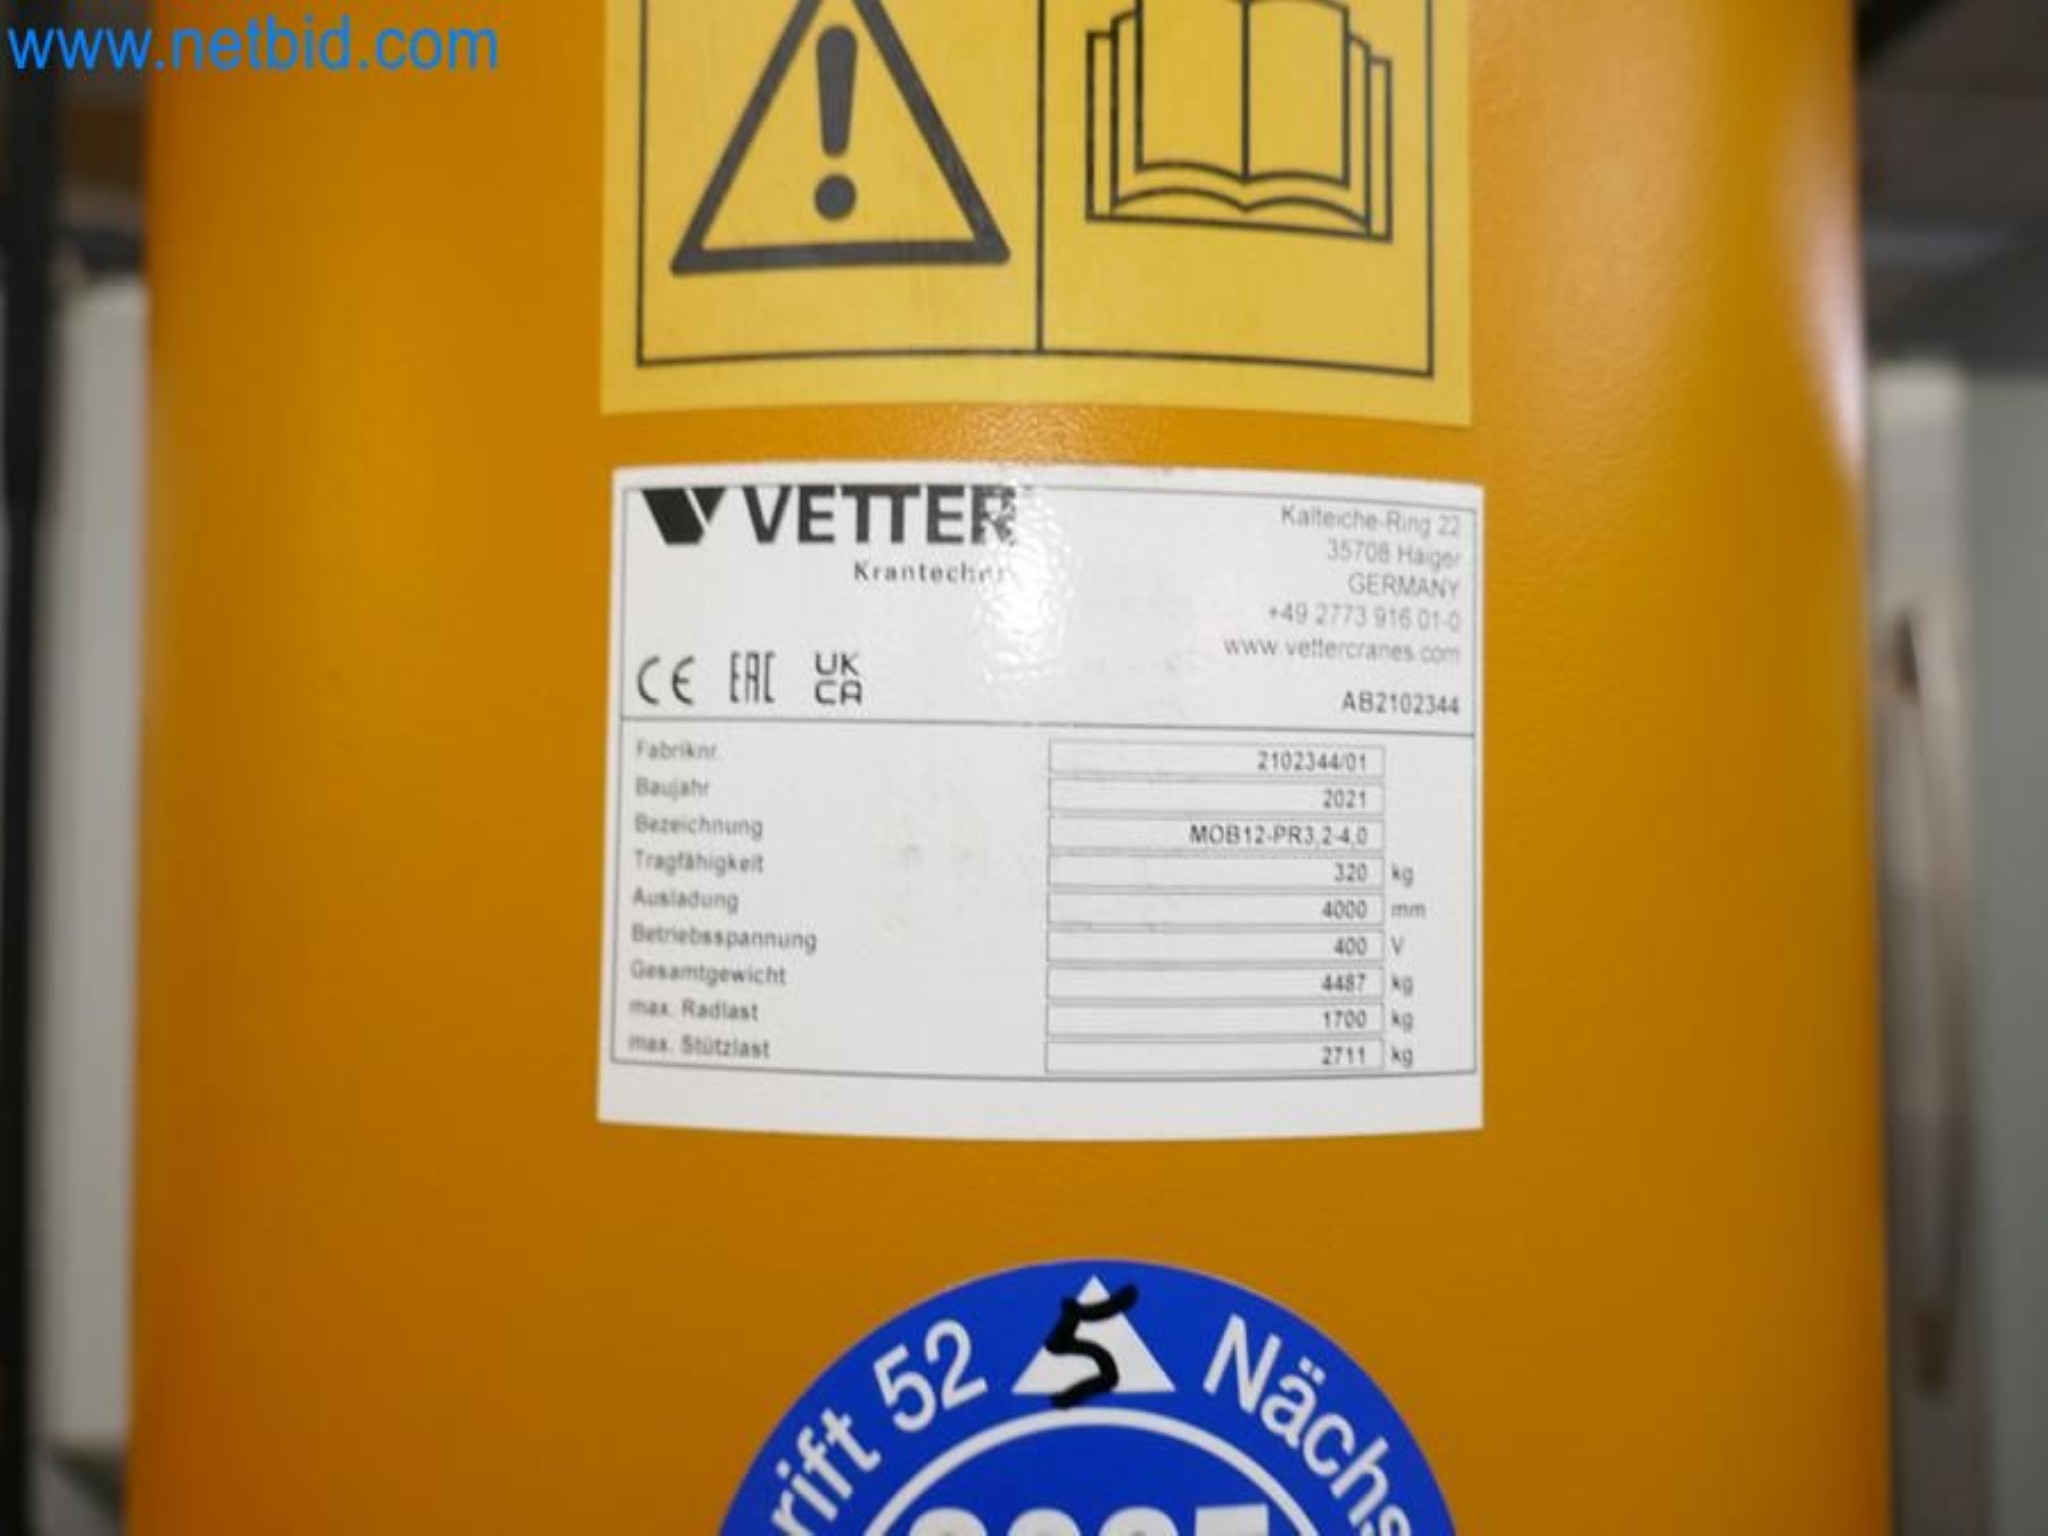 www.netbid.com
VETTER
Krantechnik
Kalteiche-Ring 22
35708 Haiger
GERMANY
+49 2773 916 01-0
www.vettercranes.com
CE EAC UK CA
AB2102344
Fabriknr. 2102344/01
Baujahr 2021
Bezeichnung MOB12-PR3,2-4,0
Tragfähigkeit 320 kg
Ausladung 4000 mm
Betriebsspannung 400 V
Gesamtgewicht 4487 kg
max. Radlast 1700 kg
max. Stützlast 2711 kg
rift 52 5 Nächs